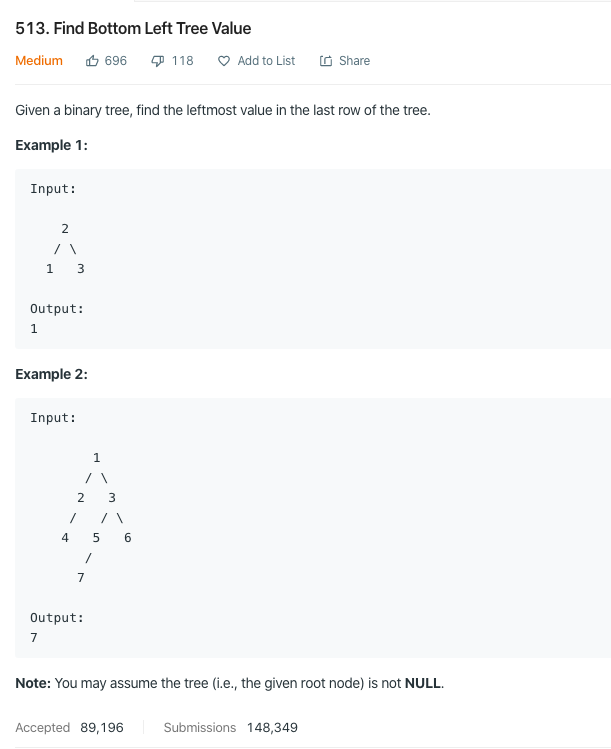 513. Find Bottom Left Tree Value
Medium 696 118 Add to List Share
Given a binary tree, find the leftmost value in the last row of the tree.
Example 1:
Input:
2
/ \
1 3
Output:
1
Example 2:
Input:
1
/ \
2 3
/ / \
4 5 6
/
7
Output:
7
Note: You may assume the tree (i.e., the given root node) is not NULL.
Accepted 89,196 Submissions 148,349